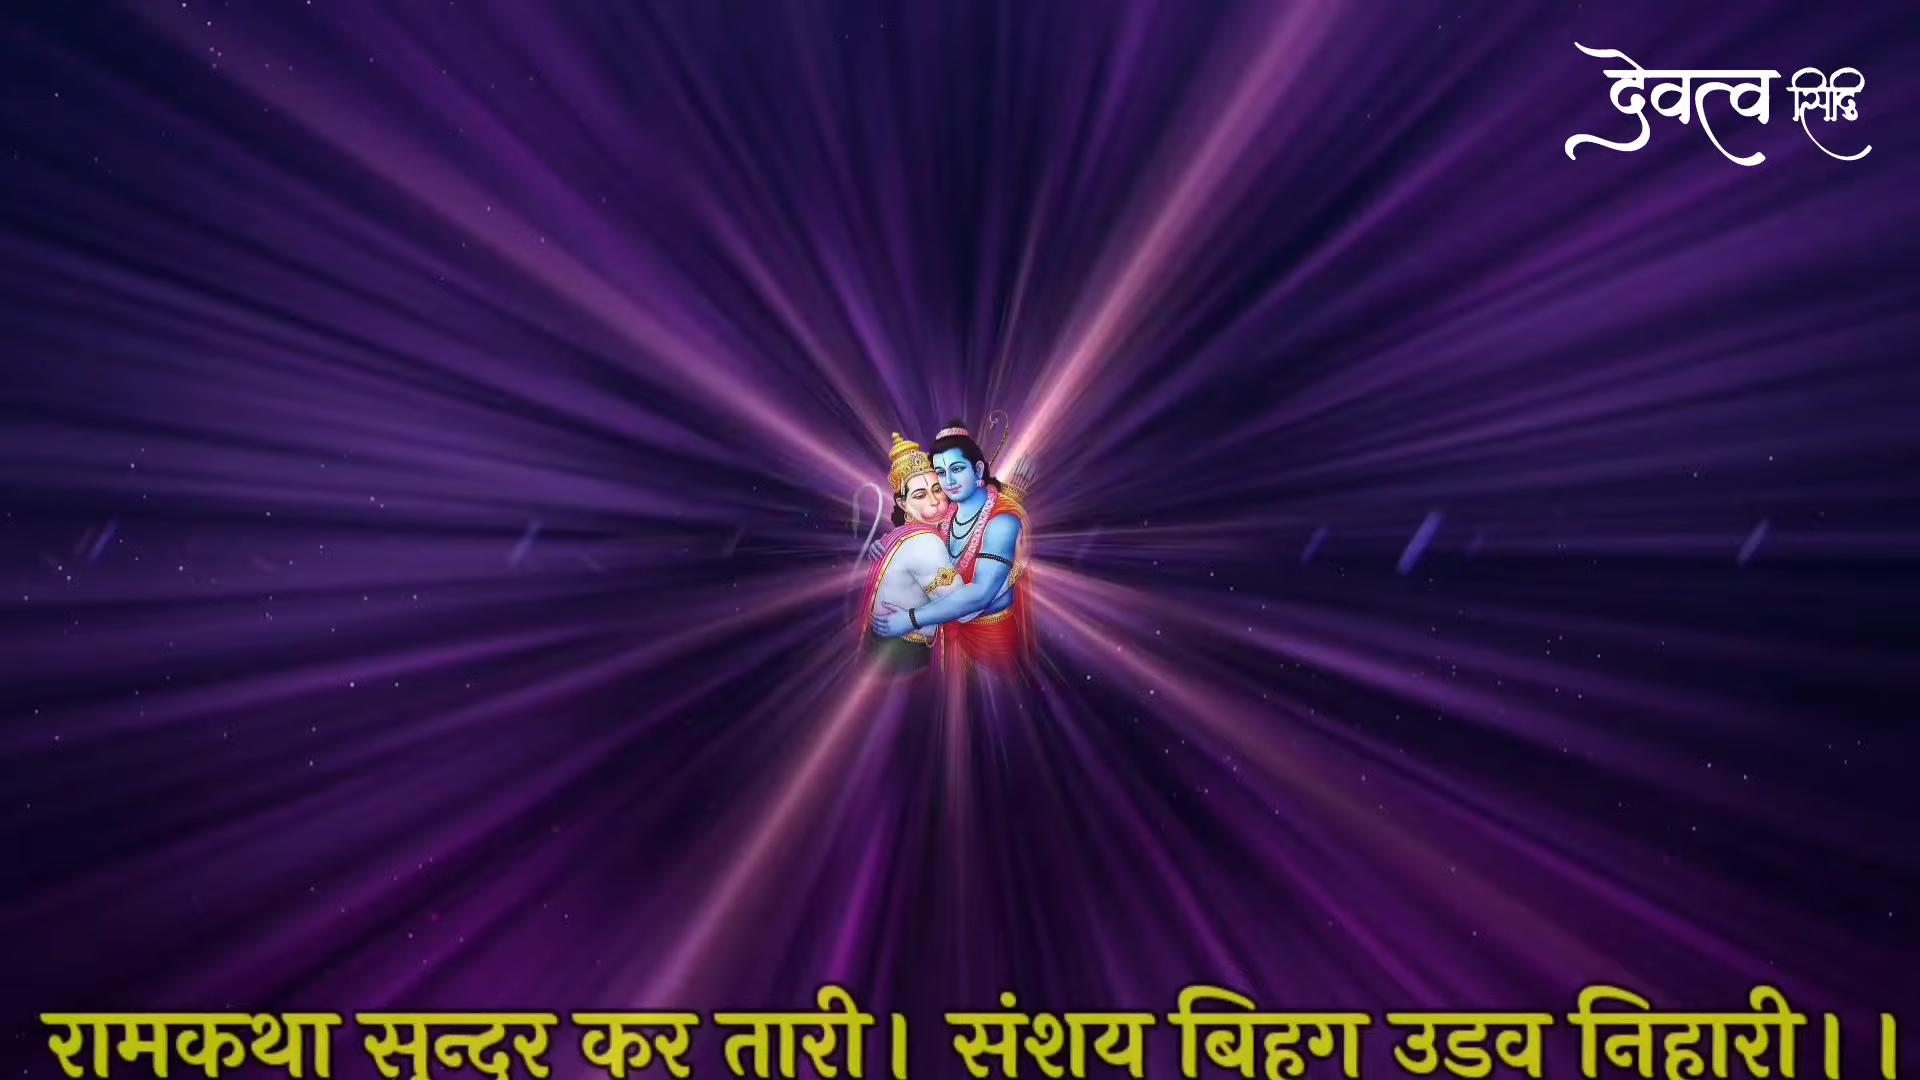 देवत्व सिद्धि
रामकथा सुन्दर कर तारी। संशय बिहग उडव निहारी।।